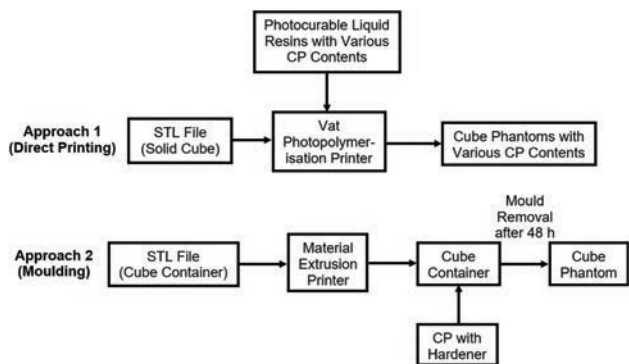 Photocurable Liquid
Resins with Various
CP Contents
Approach 1
(Direct Printing)
STL File
(Solid Cube)
Vat
Photopolymer-
isation Printer
Cube Phantoms with
Various CP Contents
Mould
Removal
after 48 h
Approach 2
(Moulding)
STL File
(Cube Container)
Material
Extrusion
Printer
Cube
Container
Cube
Phantom
CP with
Hardener